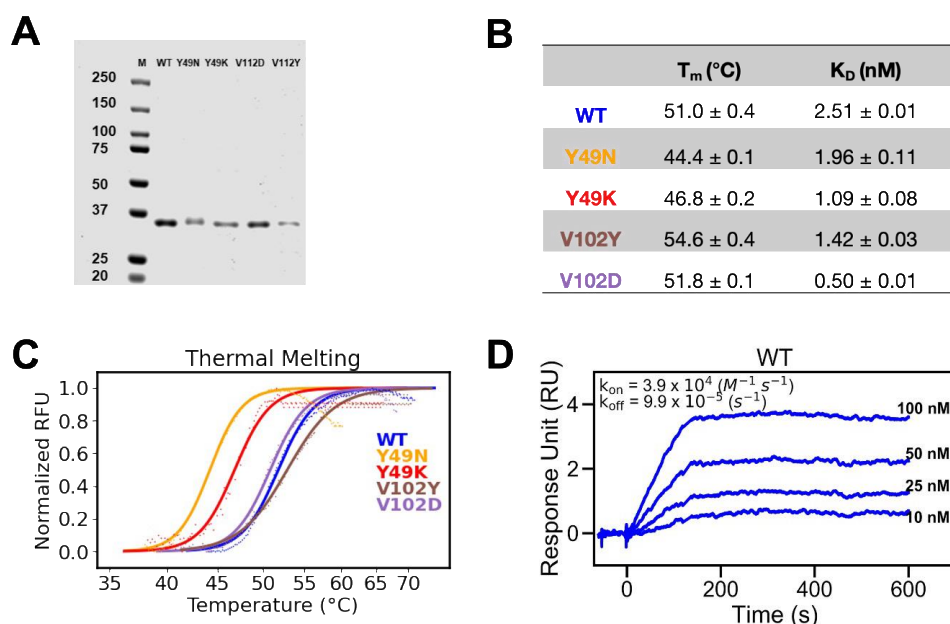 A
M WT Y49N Y49K V112D V112Y
250
150
100
75
50
37
25
20
B
Tm (°C) KD (nM)
WT 51.0 ± 0.4 2.51 ± 0.01
Y49N 44.4 ± 0.1 1.96 ± 0.11
Y49K 46.8 ± 0.2 1.09 ± 0.08
V102Y 54.6 ± 0.4 1.42 ± 0.03
V102D 51.8 ± 0.1 0.50 ± 0.01
C
Thermal Melting
Normalized RFU
1.0
0.8
0.6
0.4
0.2
0.0
WT
Y49N
Y49K
V102Y
V102D
35 40 45 50 55 60 65 70
Temperature (°C)
D
WT
Response Unit (RU)
kon = 3.9 x 10⁴ (M⁻¹ s⁻¹)
koff = 9.9 x 10⁻⁵ (s⁻¹)
4
2
0
100 nM
50 nM
25 nM
10 nM
0 200 400 600
Time (s)